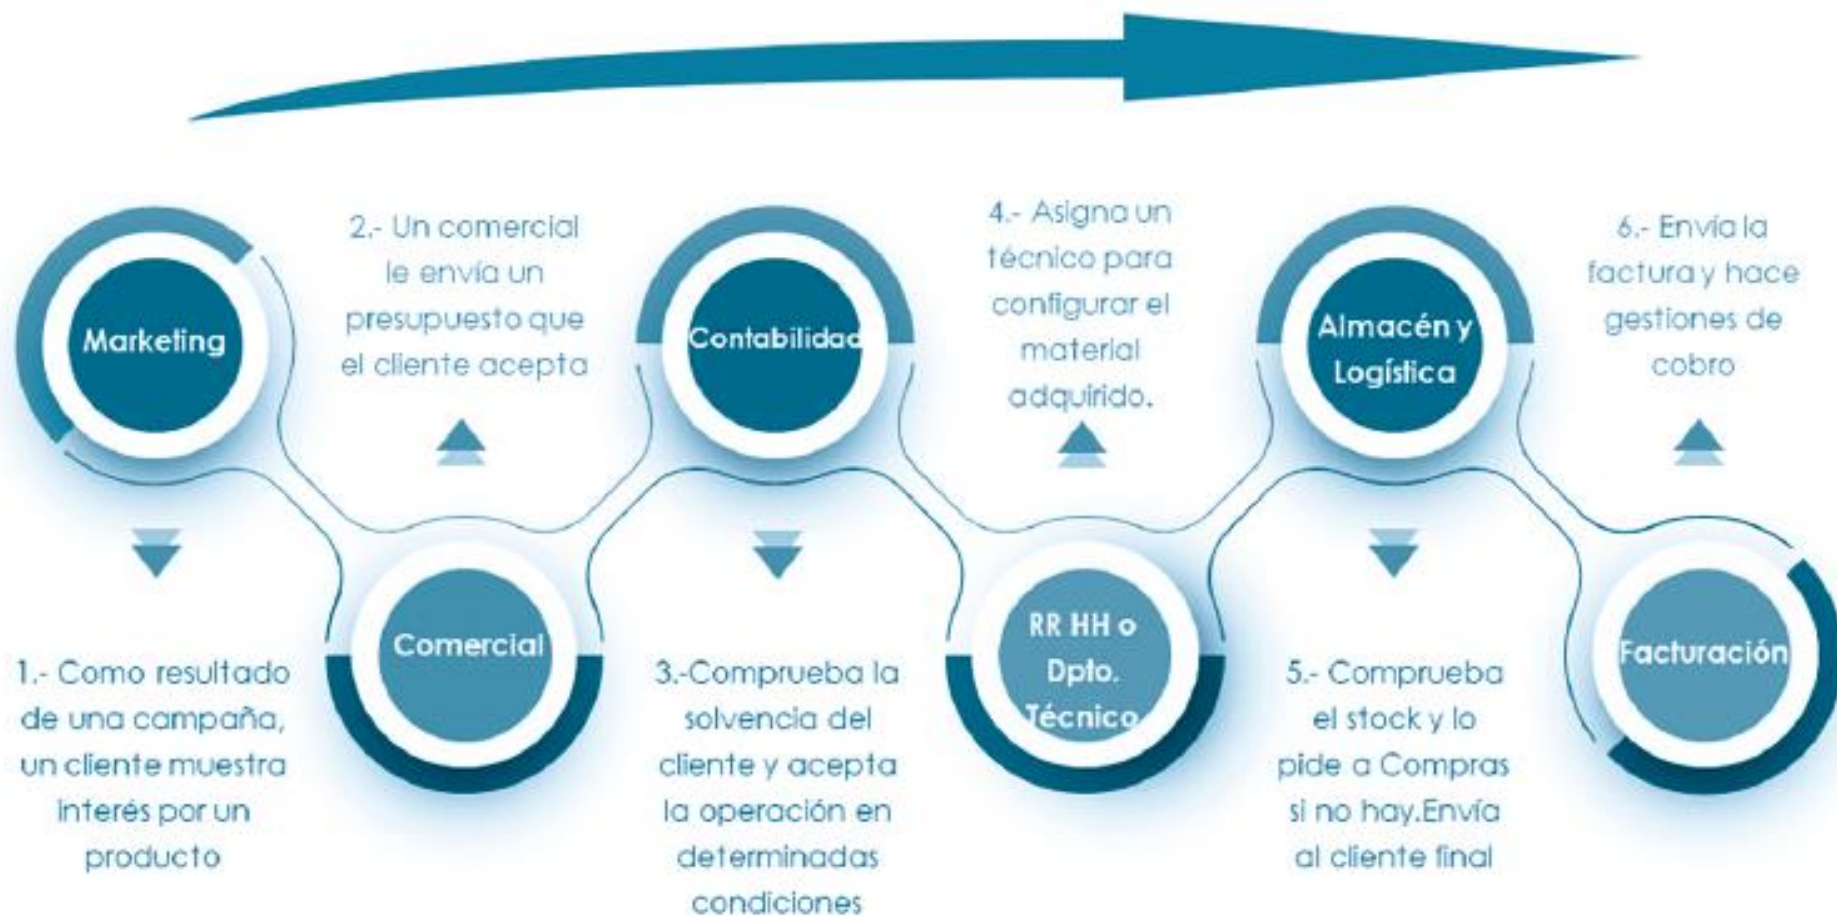 Marketing
1.- Como resultado
de una campaña,
un cliente muestra
interés por un
producto
2.- Un comercial
le envía un
presupuesto que
el cliente acepta
Comercial
Contabilidad
3.-Comprueba la
solvencia del
cliente y acepta
la operación en
determinadas
condiciones
4.- Asigna un
técnico para
configurar el
material
adquirido.
RR HH o
Dpto.
Técnico
Almacén y
Logística
5.- Comprueba
el stock y lo
pide a Compras
si no hay.Envía
al cliente final
6.- Envía la
factura y hace
gestiones de
cobro
Facturación